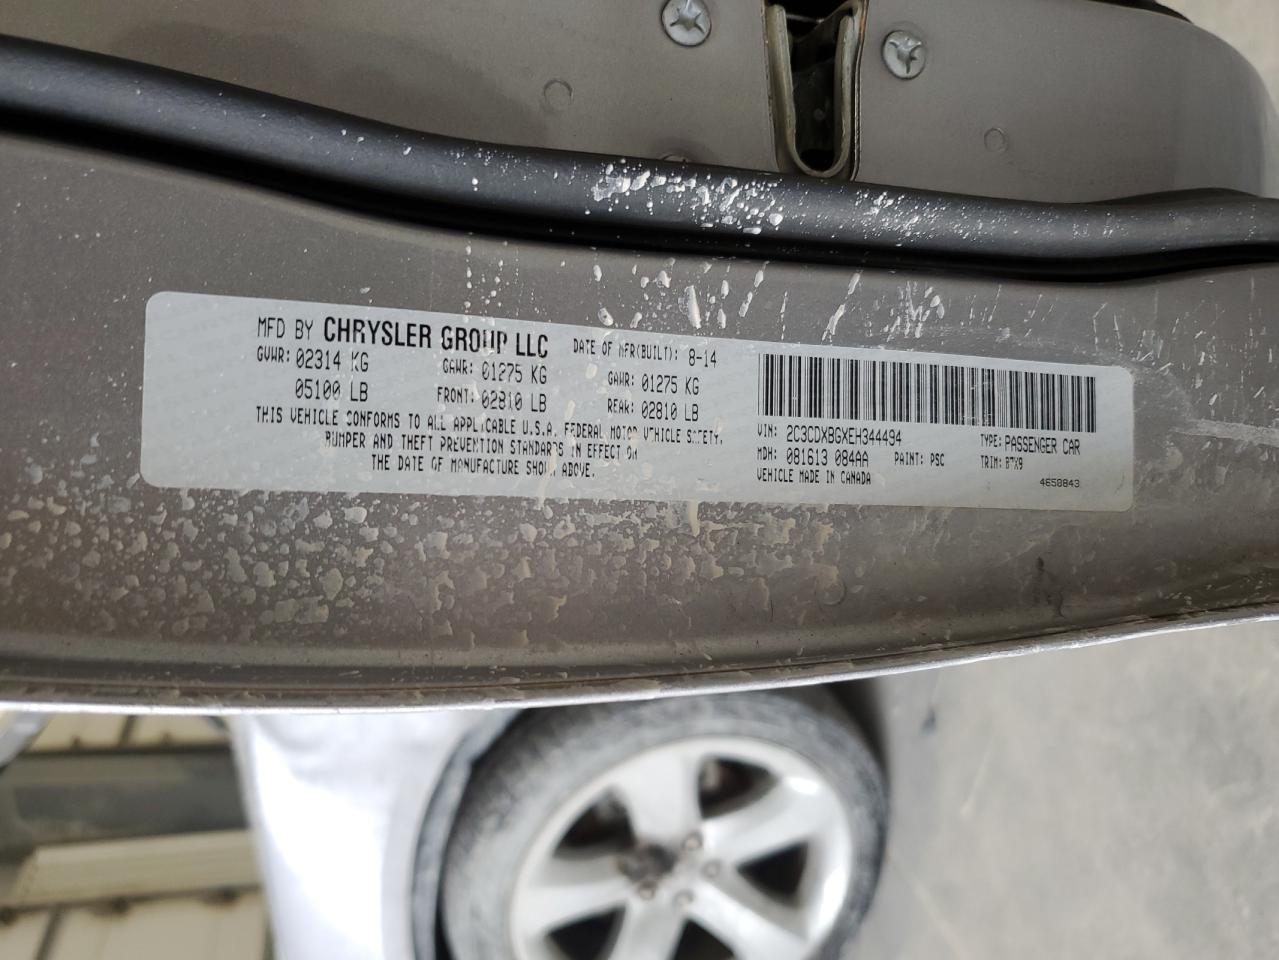 MFD BY CHRYSLER GROUP LLC DATE OF MFR(BUILT): 8-14
GVWR: 02314 KG GAWR: 01275 KG GAWR: 01275 KG
05100 LB FRONT: 02810 LB REAR: 02810 LB
THIS VEHICLE CONFORMS TO ALL APPLICABLE U.S.A. FEDERAL MOTOR VEHICLE SAFETY,
BUMPER AND THEFT PREVENTION STANDARDS IN EFFECT ON
THE DATE OF MANUFACTURE SHOWN ABOVE.
VIN: 2C3CDXBGXEH344494 TYPE: PASSENGER CAR
MDH: 081613 084AA PAINT: PSC TRIM: B7X9
VEHICLE MADE IN CANADA 4650843